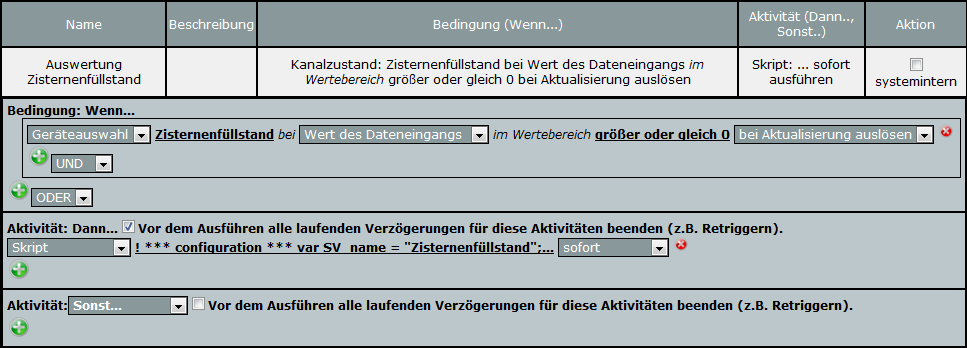 Name Beschreibung Bedingung (Wenn...) Aktivität (Dann.., Sonst..) Aktion
Auswertung Zisternenfüllstand Kanalzustand: Zisternenfüllstand bei Wert des Dateneingangs im Wertebereich größer oder gleich 0 bei Aktualisierung auslösen Skript: ... sofort ausführen systemintern
Bedingung: Wenn...
Geräteauswahl Zisternenfüllstand bei Wert des Dateneingangs im Wertebereich größer oder gleich 0 bei Aktualisierung auslösen
UND
ODER
Aktivität: Dann... Vor dem Ausführen alle laufenden Verzögerungen für diese Aktivitäten beenden (z.B. Retriggern).
Skript ! *** configuration *** var SV_name = "Zisternenfüllstand";... sofort
Aktivität: Sonst... Vor dem Ausführen alle laufenden Verzögerungen für diese Aktivitäten beenden (z.B. Retriggern).